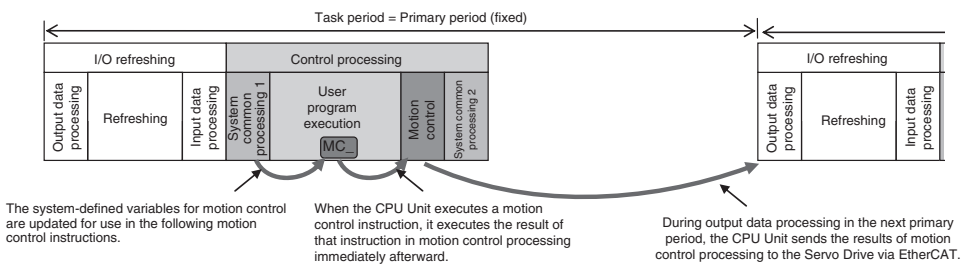 Task period = Primary period (fixed)
I/O refreshing
Control processing
I/O refreshing
Output data
processing
Refreshing
Input data
processing
System
common
processing 1
User
program
execution
MC_
Motion
control
System common
processing 2
Output data
processing
Refreshing
Input data
processing
The system-defined variables for motion control
are updated for use in the following motion
control instructions.
When the CPU Unit executes a motion
control instruction, it executes the result of
that instruction in motion control processing
immediately afterward.
During output data processing in the next primary
period, the CPU Unit sends the results of motion
control processing to the Servo Drive via EtherCAT.